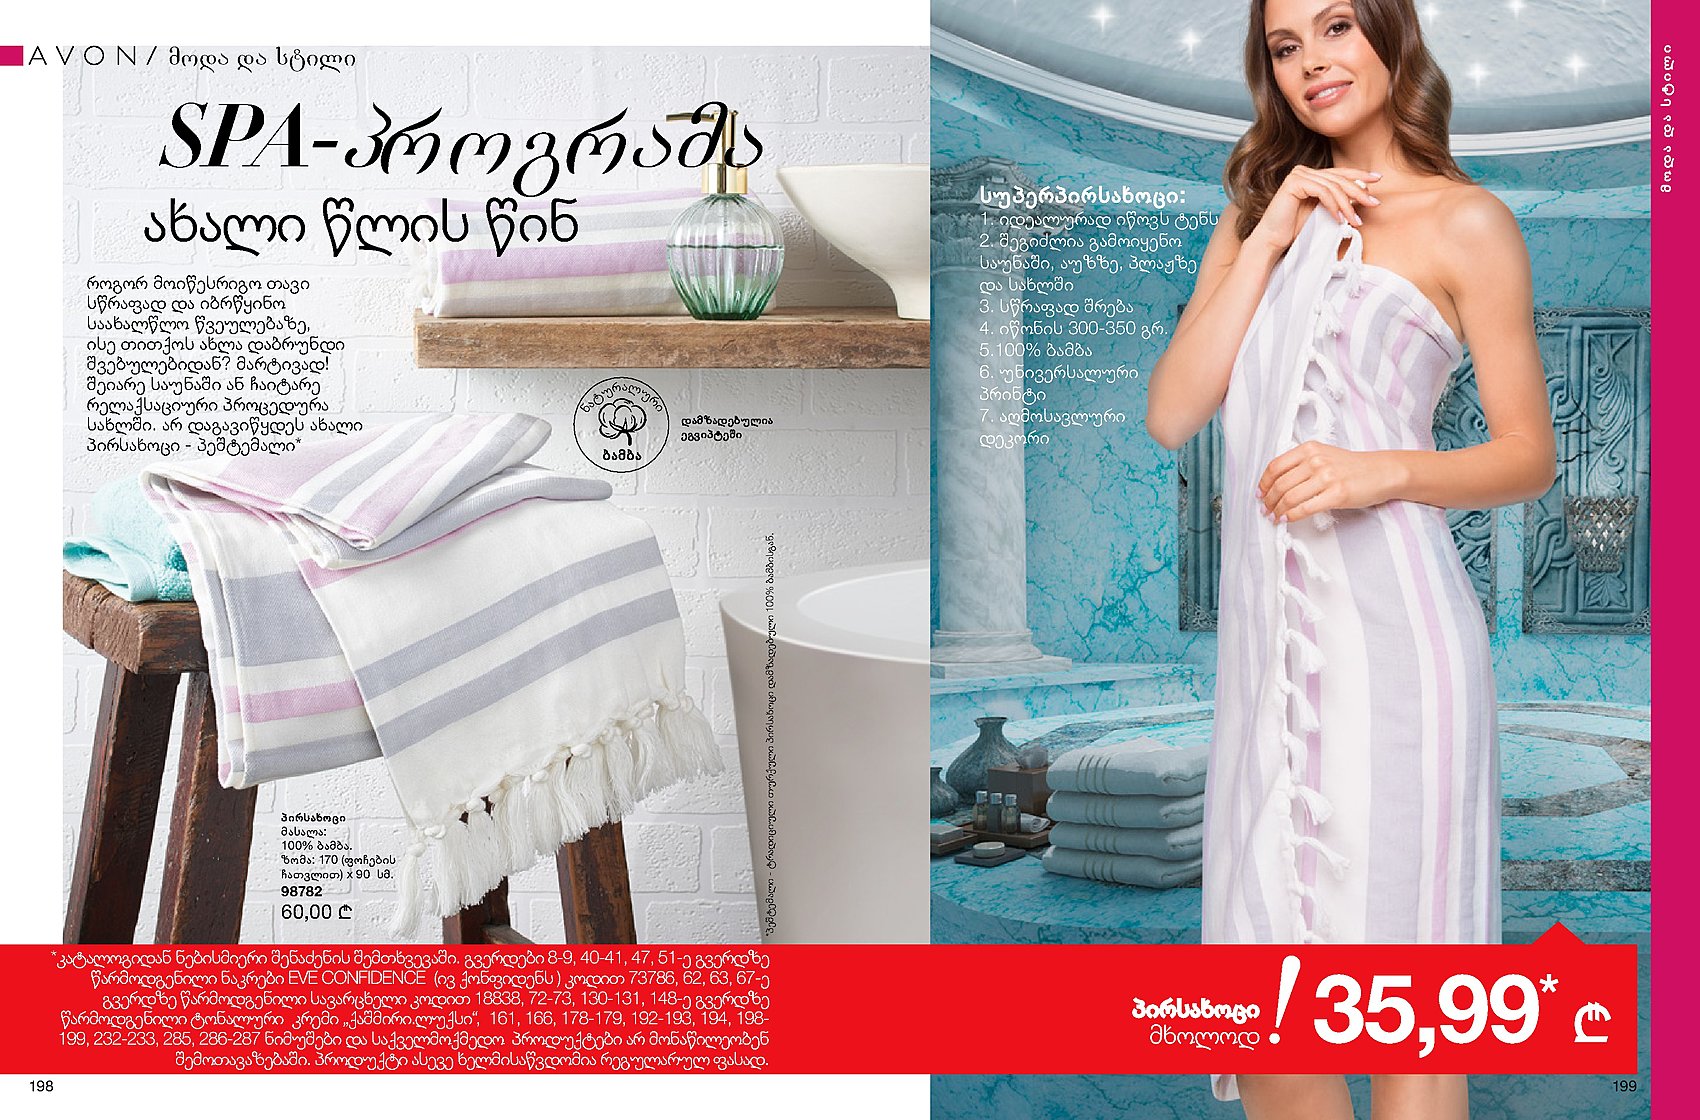 AVON/ მოდა და სტილი
SPA-პროგრამა
ახალი წლის წინ
როგორ მოიწესრიგო თავი
სწრაფად და იბრწყინო
საახალწლო წვეულებაზე,
ისე თითქოს ახლა დაბრუნდი
შვებულებიდან? მარტივად!
შეიარე საუნაში ან ჩაიტარე
რელაქსაციური პროცედურა
სახლში. არ დაგავიწყდეს ახალი
პირსახოცი - პეშტემალი*
ნატურალური
ბამბა
დამზადებულია
ეგვიპტეში
*პეშტემალი - ტრადიციული თურქული პირსახოცი დამზადებული 100% ბამბისგან.
პირსახოცი
მასალა:
100% ბამბა.
ზომა: 170 (ფოჩების
ჩათვლით) x 90 სმ.
98782
60,00 ₾
*კატალოგიდან ნებისმიერი შენაძენის შემთხვევაში. გვერდები 8-9, 40-41, 47, 51-ე გვერდზე
წარმოდგენილი ნაკრები EVE CONFIDENCE (ივ ქონფიდენს) კოდით 73786, 62, 63, 67-ე
გვერდზე წარმოდგენილი სავარცხელი კოდით 18838, 72-73, 130-131, 148-ე გვერდზე
წარმოდგენილი ტონალური კრემი „ქაშმირი.ლუქსი“, 161, 166, 178-179, 192-193, 194, 198-
199, 232-233, 285, 286-287 ნიმუშები და საქველმოქმედო პროდუქტები არ მონაწილეობენ
შემოთავაზებაში. პროდუქტი ასევე ხელმისაწვდომია რეგულარულ ფასად.
198
სუპერპირსახოცი:
1. იდეალურად იწოვს ტენს
2. შეგიძლია გამოიყენო
საუნაში, აუზზე, პლაჟზე
და სახლში
3. სწრაფად შრება
4. იწონის 300-350 გრ.
5.100% ბამბა
6. უნივერსალური
პრინტი
7. აღმოსავლური
დეკორი
მოდა და სტილი
პირსახოცი
მხოლოდ
! 35,99* ₾
199